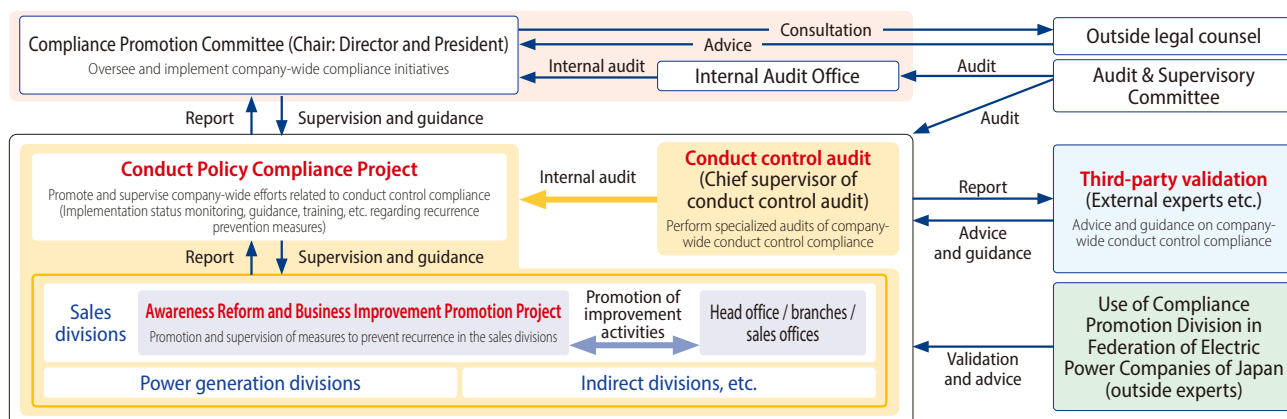 Compliance Promotion Committee (Chair: Director and President)
Oversee and implement company-wide compliance initiatives
Consultation
Advice
Internal audit
Internal Audit Office
Audit
Outside legal counsel
Audit & Supervisory
Committee
Audit
Report
Supervision and guidance
Conduct Policy Compliance Project
Promote and supervise company-wide efforts related to conduct control compliance
(Implementation status monitoring, guidance, training, etc. regarding recurrence
prevention measures)
Internal audit
Conduct control audit
(Chief supervisor of
conduct control audit)
Perform specialized audits of company-
wide conduct control compliance
Report
Advice
and guidance
Third-party validation
(External experts etc.)
Advice and guidance on company-
wide conduct control compliance
Report
Supervision and guidance
Sales
divisions
Awareness Reform and Business Improvement Promotion Project
Promotion and supervision of measures to prevent recurrence in the sales divisions
Promotion of
improvement
activities
Head office / branches /
sales offices
Power generation divisions
Indirect divisions, etc.
Validation
and advice
Use of Compliance
Promotion Division in
Federation of Electric
Power Companies of Japan
(outside experts)